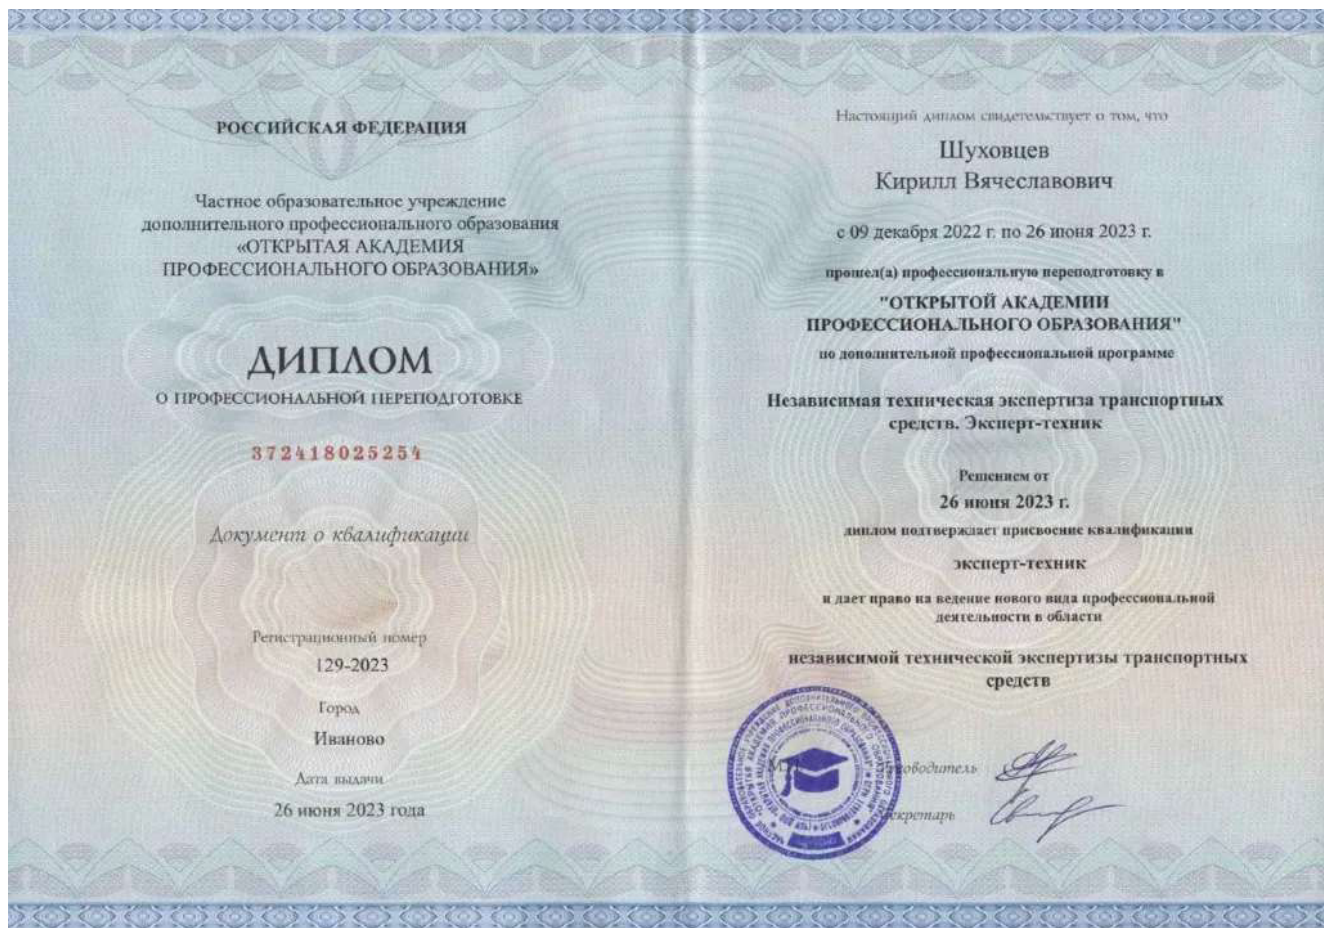 РОССИЙСКАЯ ФЕДЕРАЦИЯ
Частное образовательное учреждение
дополнительного профессионального образования
«ОТКРЫТАЯ АКАДЕМИЯ
ПРОФЕССИОНАЛЬНОГО ОБРАЗОВАНИЯ»
ДИПЛОМ
О ПРОФЕССИОНАЛЬНОЙ ПЕРЕПОДГОТОВКЕ
372418025254
Документ о квалификации
Регистрационный номер
129-2023
Город
Иваново
Дата выдачи
26 июня 2023 года
Настоящий диплом свидетельствует о том, что
Шуховцев
Кирилл Вячеславович
с 09 декабря 2022 г. по 26 июня 2023 г.
прошел(а) профессиональную переподготовку в
"ОТКРЫТОЙ АКАДЕМИИ
ПРОФЕССИОНАЛЬНОГО ОБРАЗОВАНИЯ"
по дополнительной профессиональной программе
Независимая техническая экспертиза транспортных
средств. Эксперт-техник
Решением от
26 июня 2023 г.
диплом подтверждает присвоение квалификации
эксперт-техник
и дает право на ведение нового вида профессиональной
деятельности в области
независимой технической экспертизы транспортных
средств
М.П.
Руководитель
Секретарь